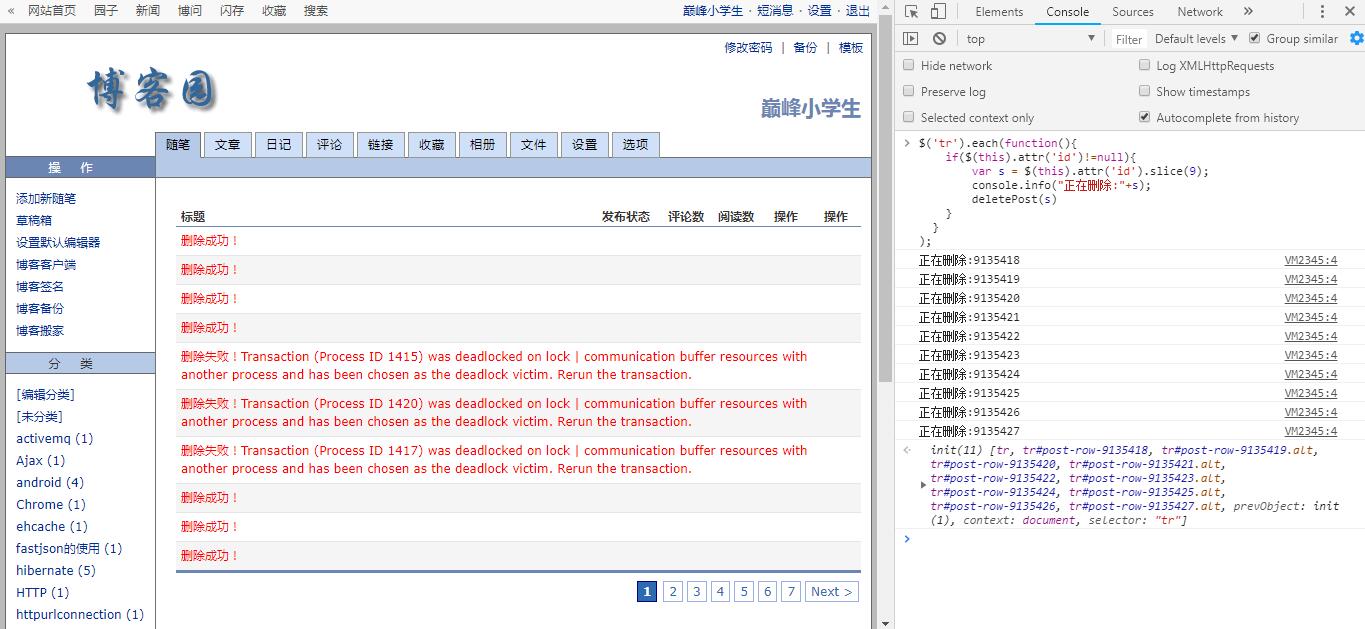 « 网站首页 园子 新闻 博问 闪存 收藏 搜索
巅峰小学生 · 短消息 · 设置 · 退出
修改密码 | 备份 | 模板
博客园
巅峰小学生
随笔 文章 日记 评论 链接 收藏 相册 文件 设置 选项
操 作
添加新随笔
草稿箱
设置默认编辑器
博客客户端
博客签名
博客备份
博客搬家
分 类
[编辑分类]
[未分类]
activemq (1)
Ajax (1)
android (4)
Chrome (1)
ehcache (1)
fastjson的使用 (1)
hibernate (5)
HTTP (1)
httpurlconnection (1)
标题 发布状态 评论数 阅读数 操作 操作
删除成功！
删除成功！
删除成功！
删除成功！
删除失败！Transaction (Process ID 1415) was deadlocked on lock | communication buffer resources with
another process and has been chosen as the deadlock victim. Rerun the transaction.
删除失败！Transaction (Process ID 1420) was deadlocked on lock | communication buffer resources with
another process and has been chosen as the deadlock victim. Rerun the transaction.
删除失败！Transaction (Process ID 1417) was deadlocked on lock | communication buffer resources with
another process and has been chosen as the deadlock victim. Rerun the transaction.
删除成功！
删除成功！
删除成功！
1 2 3 4 5 6 7 Next >
Elements Console Sources Network »
top Filter Default levels Group similar
Hide network Log XMLHttpRequests
Preserve log Show timestamps
Selected context only Autocomplete from history
> $('tr').each(function(){
if($(this).attr('id')!=null){
var s = $(this).attr('id').slice(9);
console.info("正在删除:"+s);
deletePost(s)
}
}
);
正在删除:9135418 VM2345:4
正在删除:9135419 VM2345:4
正在删除:9135420 VM2345:4
正在删除:9135421 VM2345:4
正在删除:9135422 VM2345:4
正在删除:9135423 VM2345:4
正在删除:9135424 VM2345:4
正在删除:9135425 VM2345:4
正在删除:9135426 VM2345:4
正在删除:9135427 VM2345:4
init(11) [tr, tr#post-row-9135418, tr#post-row-9135419.alt,
tr#post-row-9135420, tr#post-row-9135421.alt,
tr#post-row-9135422, tr#post-row-9135423.alt,
tr#post-row-9135424, tr#post-row-9135425.alt,
tr#post-row-9135426, tr#post-row-9135427.alt, prevObject: init
(1), context: document, selector: "tr"]
>